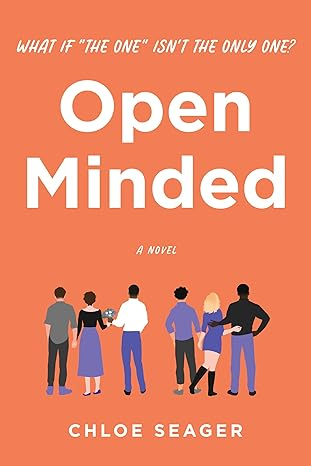 WHAT IF "THE ONE" ISN'T THE ONLY ONE?
Open
Minded
A NOVEL
CHLOE SEAGER